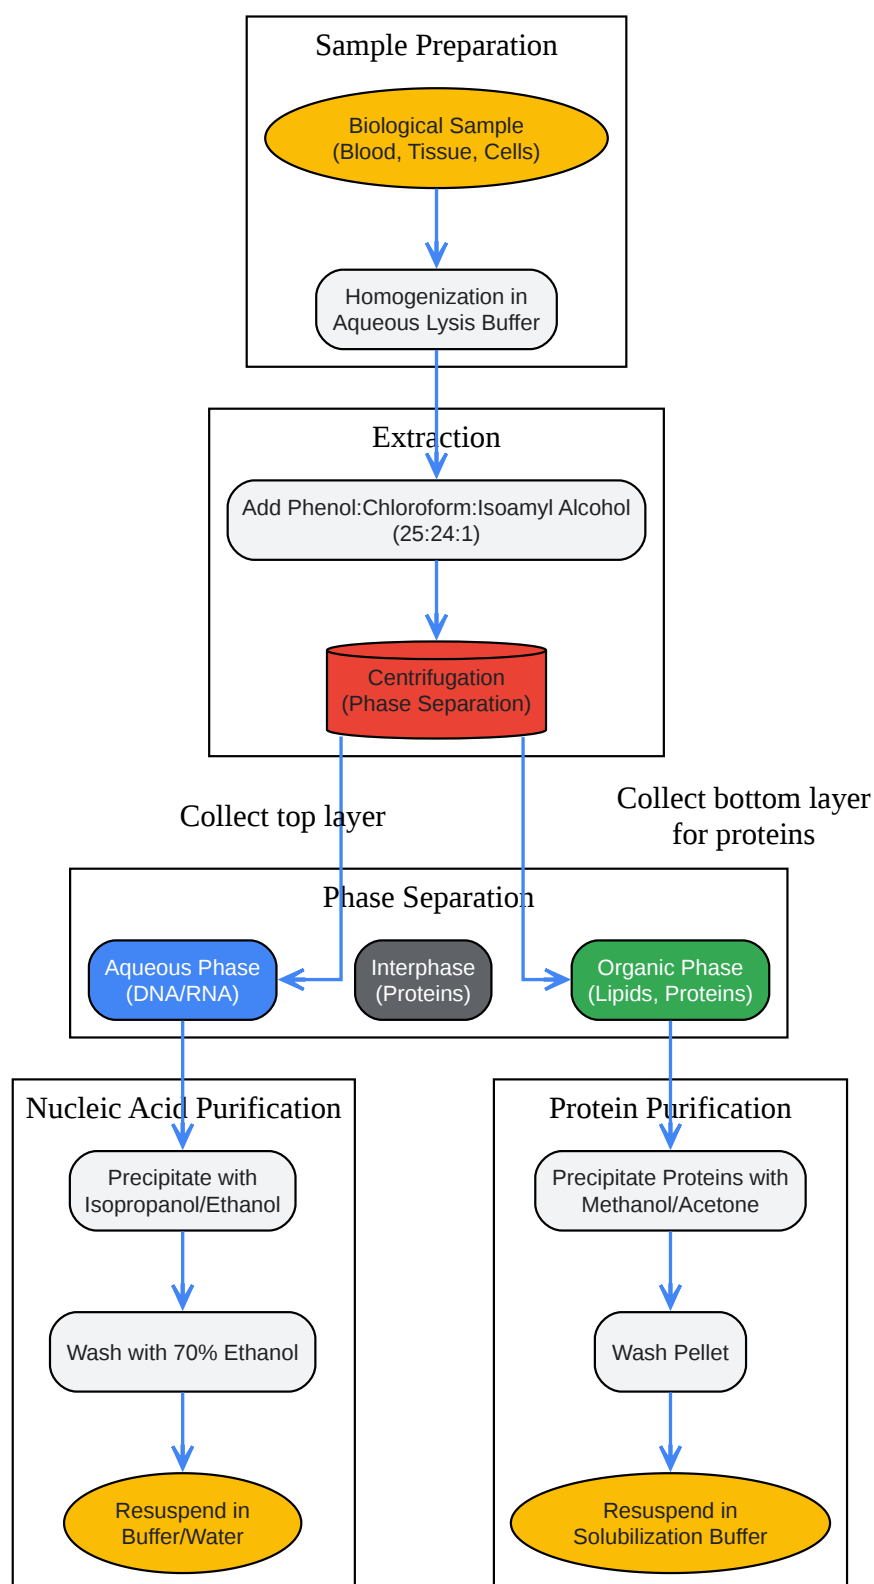 Sample Preparation
Biological Sample
(Blood, Tissue, Cells)
Homogenization in
Aqueous Lysis Buffer
Extraction
Add Phenol:Chloroform:Isoamyl Alcohol
(25:24:1)
Centrifugation
(Phase Separation)
Collect top layer
Collect bottom layer
for proteins
Phase Separation
Aqueous Phase
(DNA/RNA)
Interphase
(Proteins)
Organic Phase
(Lipids, Proteins)
Nucleic Acid Purification
Precipitate with
Isopropanol/Ethanol
Wash with 70% Ethanol
Resuspend in
Buffer/Water
Protein Purification
Precipitate Proteins with
Methanol/Acetone
Wash Pellet
Resuspend in
Solubilization Buffer